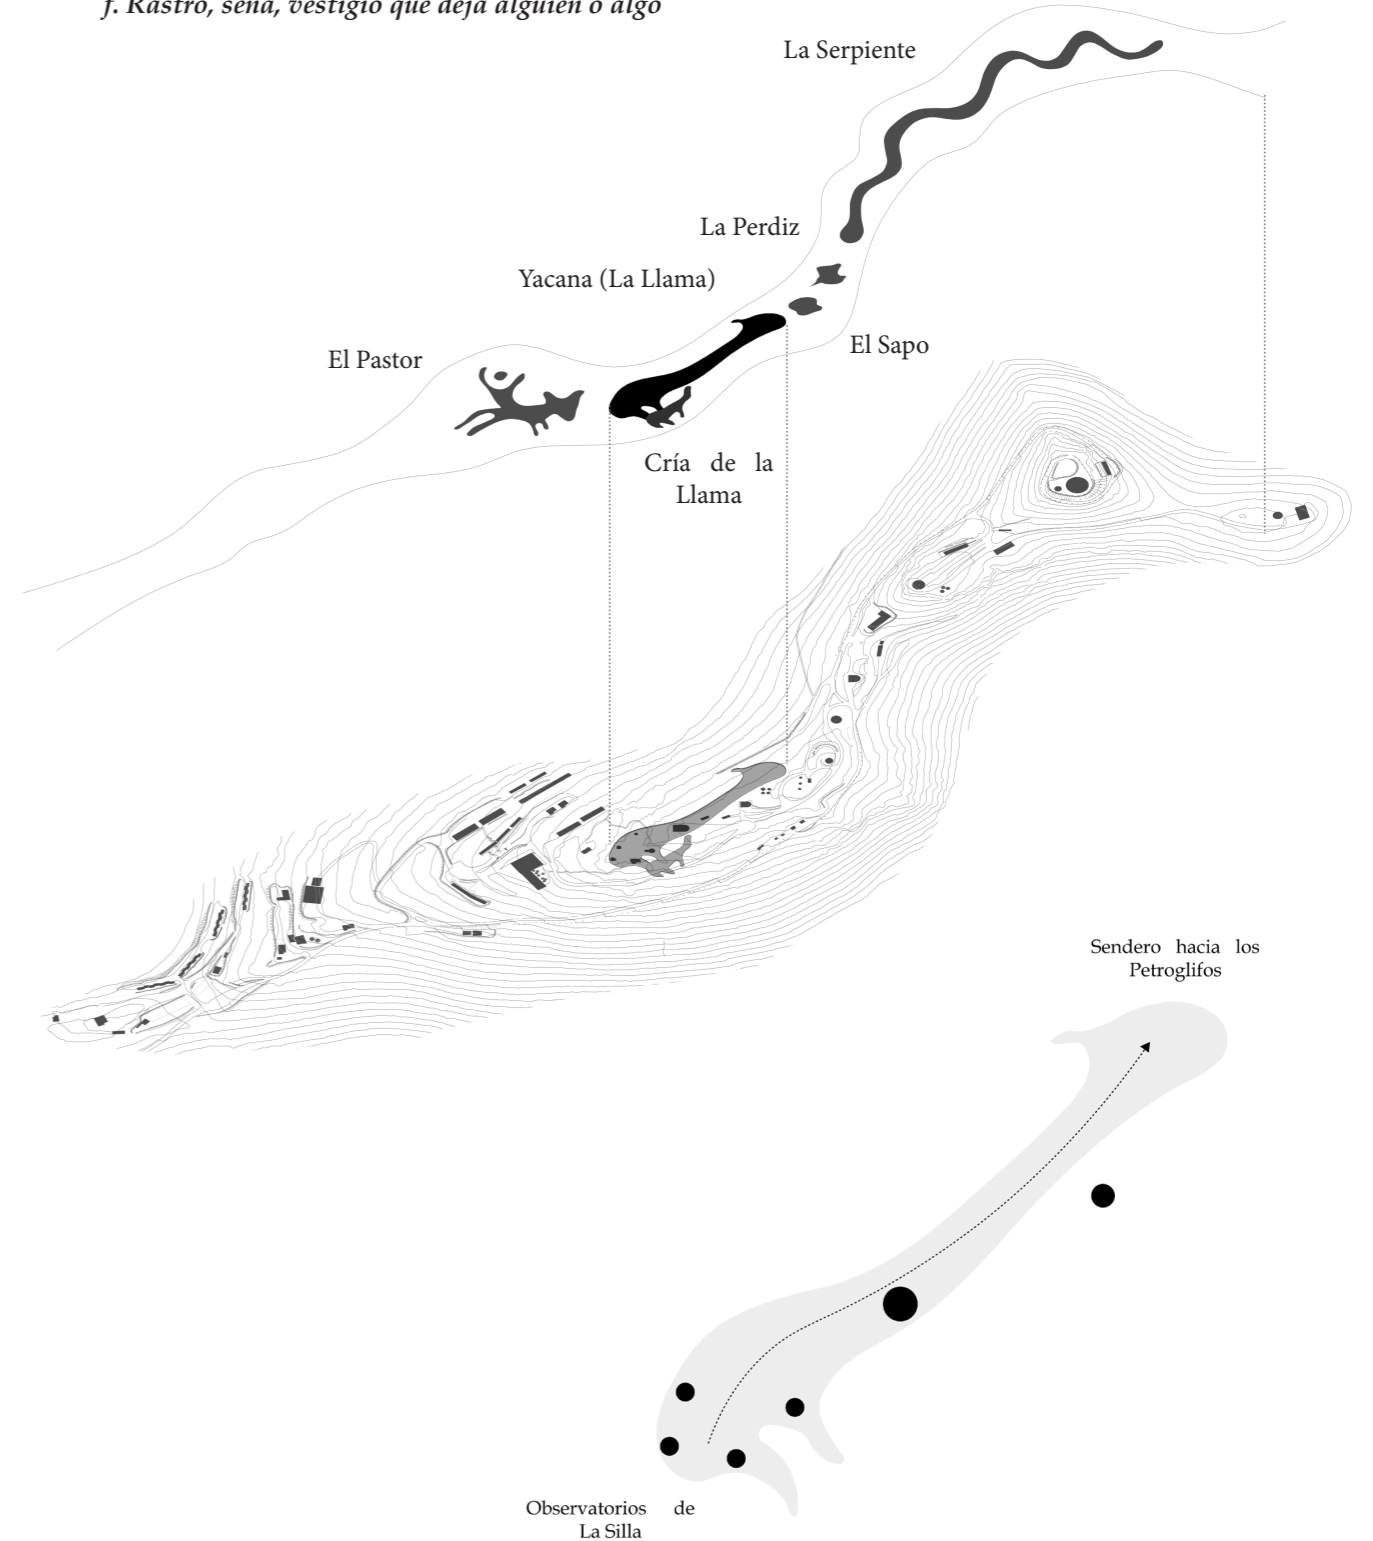 f. Rastro, seña, vestigio que deja alguien o algo
La Serpiente
La Perdiz
Yacana (La Llama)
El Sapo
El Pastor
Cría de la
Llama
Sendero hacia los
Petroglifos
Observatorios de
La Silla